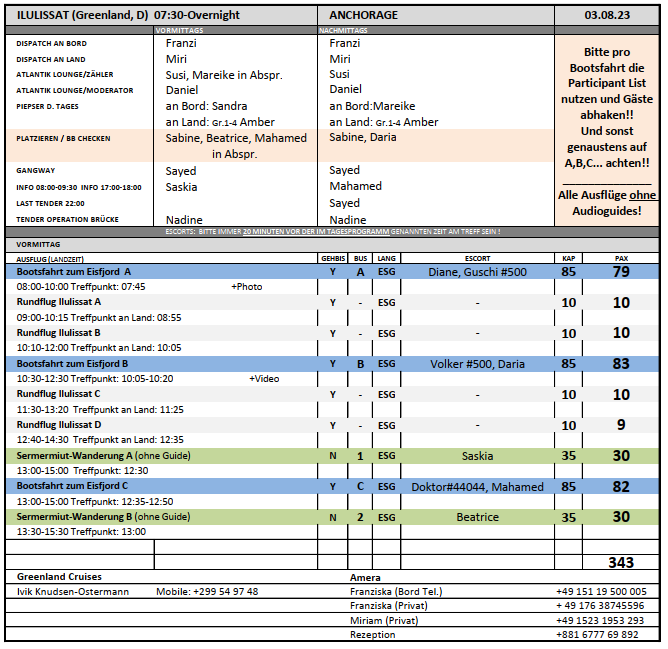 ILULISSAT (Greenland, D) 07:30-Overnight ANCHORAGE 03.08.23
VORMITTAGS NACHMITTAGS
DISPATCH AN BORD Franzi Franzi
DISPATCH AN LAND Miri Miri
ATLANTIK LOUNGE/ZÄHLER Susi, Mareike in Abspr. Susi
ATLANTIK LOUNGE/MODERATOR Daniel Daniel
PIEPSER D. TAGES an Bord: Sandra an Bord:Mareike
an Land: Gr.1-4 Amber an Land: Gr.1-4 Amber
PLATZIEREN / BB CHECKEN Sabine, Beatrice, Mahamed Sabine, Daria
in Abspr.
GANGWAY Sayed Sayed
INFO 08:00-09:30 INFO 17:00-18:00 Saskia Mahamed
LAST TENDER 22:00 Sayed
TENDER OPERATION BRÜCKE Nadine Nadine
Bitte pro
Bootsfahrt die
Participant List
nutzen und Gäste
abhaken!!
Und sonst
genaustens auf
A,B,C... achten!!
Alle Ausflüge ohne
Audioguides!
ESCORTS: BITTE IMMER 20 MINUTEN VOR DER IM TAGESPROGRAMM GENANNTEN ZEIT AM TREFF SEIN !
VORMITTAG
AUSFLUG (LANDZEIT) GEHBIS BUS LANG ESCORT KAP PAX
Bootsfahrt zum Eisfjord A Y A ESG Diane, Guschi #500 85 79
08:00-10:00 Treffpunkt: 07:45 +Photo
Rundflug Ilulissat A Y - ESG - 10 10
09:00-10:15 Treffpunkt an Land: 08:55
Rundflug Ilulissat B Y - ESG - 10 10
10:10-12:00 Treffpunkt an Land: 10:05
Bootsfahrt zum Eisfjord B Y B ESG Volker #500, Daria 85 83
10:30-12:30 Treffpunkt: 10:05-10:20 +Video
Rundflug Ilulissat C Y - ESG - 10 10
11:30-13:20 Treffpunkt an Land: 11:25
Rundflug Ilulissat D Y - ESG - 10 9
12:40-14:30 Treffpunkt an Land: 12:35
Sermermiut-Wanderung A (ohne Guide) N 1 ESG Saskia 35 30
13:00-15:00 Treffpunkt: 12:30
Bootsfahrt zum Eisfjord C Y C ESG Doktor#44044, Mahamed 85 82
13:00-15:00 Treffpunkt: 12:35-12:50
Sermermiut-Wanderung B (ohne Guide) N 2 ESG Beatrice 35 30
13:30-15:30 Treffpunkt: 13:00
343
Greenland Cruises Amera
Ivik Knudsen-Ostermann Mobile: +299 54 97 48 Franziska (Bord Tel.) +49 151 19 500 005
Franziska (Privat) + 49 176 38745596
Miriam (Privat) +49 1523 1953 293
Rezeption +881 6777 69 892